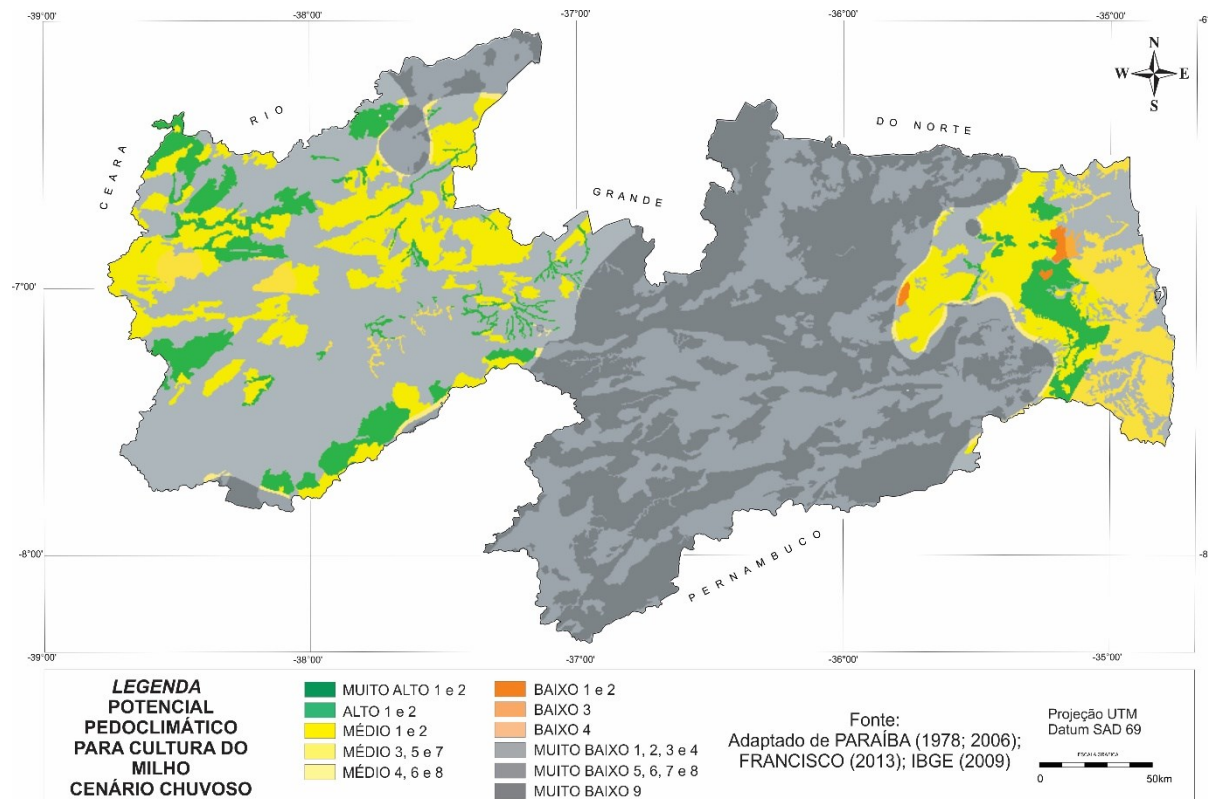 -39°00'
-38°00'
-37°00'
-36°00'
-35°00'
-6
N
W E
S
RIO
DO NORTE
CEARA
GRANDE
-7°00'
-8°00'
-8
PERNAMBUCO
-39°00'
-38°00'
-37°00'
-36°00'
-35°00'
LEGENDA
POTENCIAL
PEDOCLIMÁTICO
PARA CULTURA DO
MILHO
CENÁRIO CHUVOSO
MUITO ALTO 1 e 2
ALTO 1 e 2
MÉDIO 1 e 2
MÉDIO 3, 5 e 7
MÉDIO 4, 6 e 8
BAIXO 1 e 2
BAIXO 3
BAIXO 4
MUITO BAIXO 1, 2, 3 e 4
MUITO BAIXO 5, 6, 7 e 8
MUITO BAIXO 9
Fonte:
Adaptado de PARAÍBA (1978; 2006);
FRANCISCO (2013); IBGE (2009)
Projeção UTM
Datum SAD 69
ESCALA GRÁFICA
0 50km